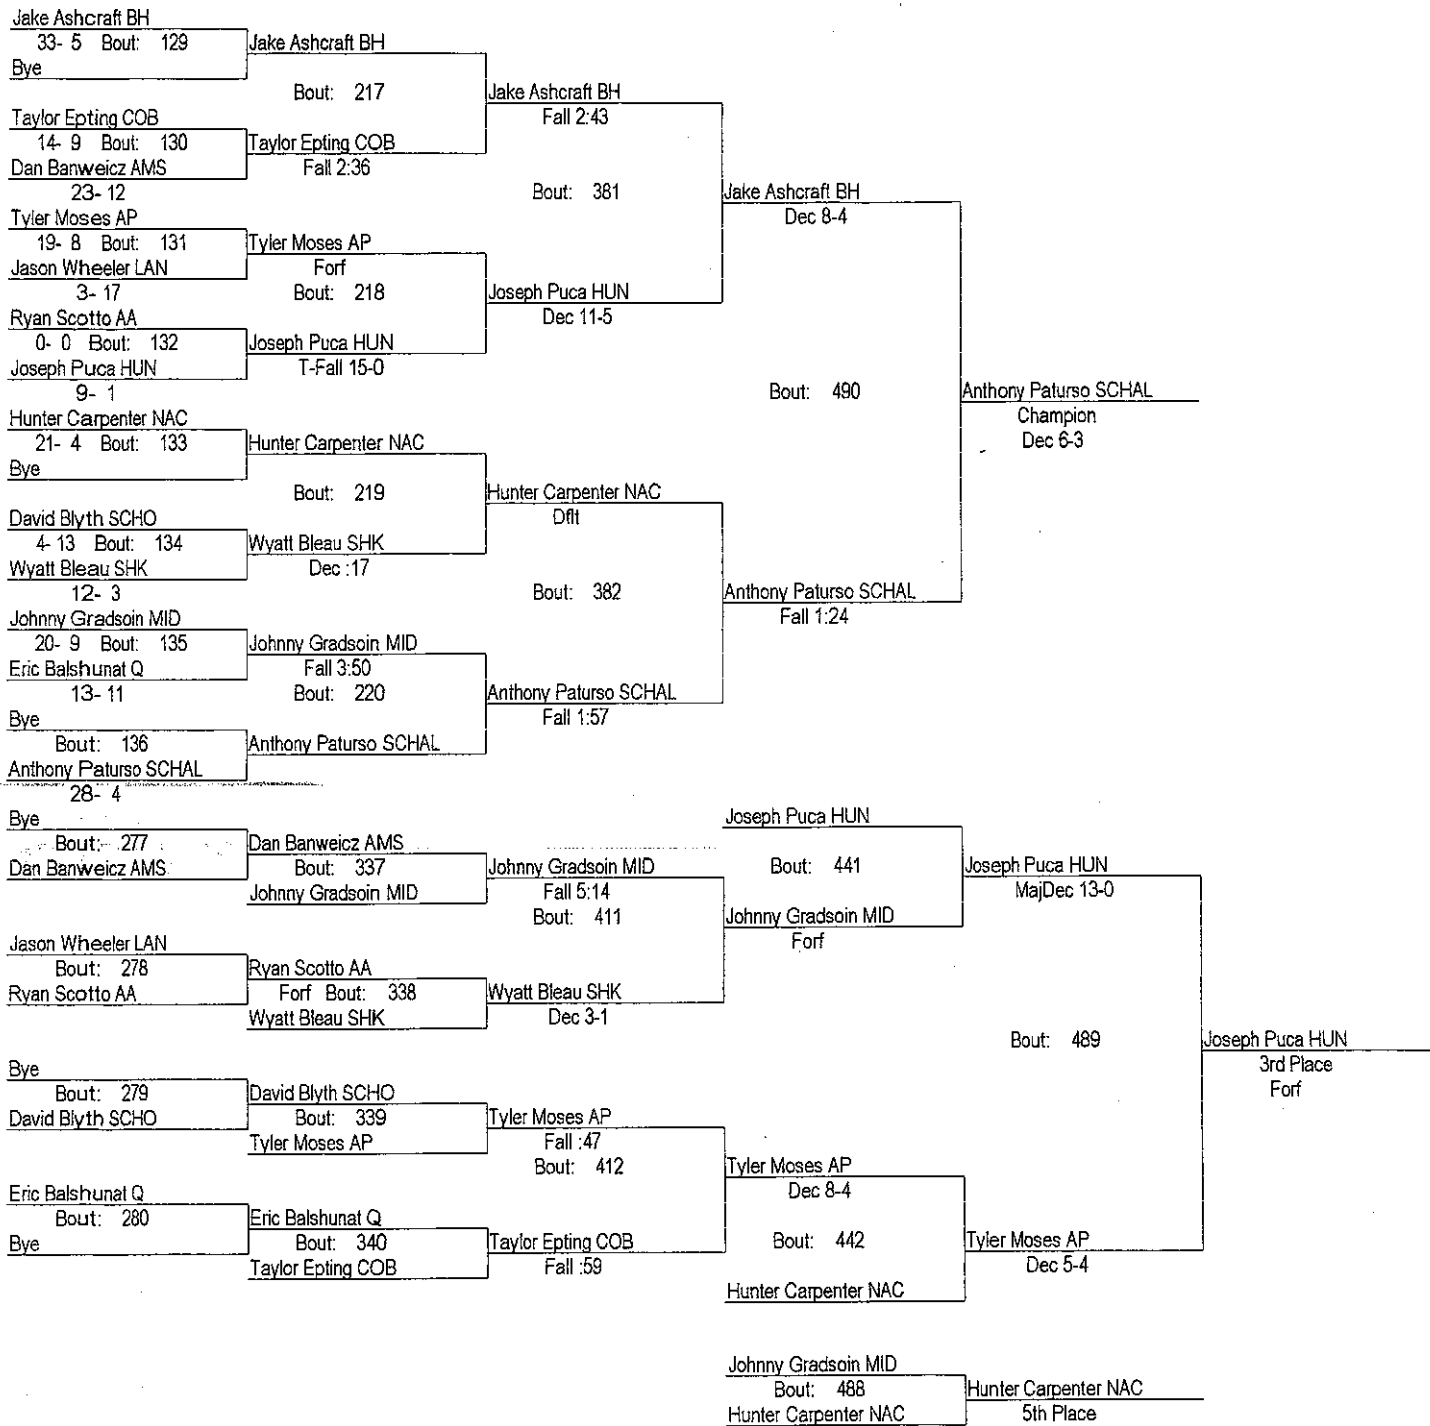 Jake Ashcraft BH
33- 5 Bout: 129
Bye
Jake Ashcraft BH
Bout: 217
Taylor Epting COB
14- 9 Bout: 130
Dan Banweicz AMS
23- 12
Taylor Epting COB
Fall 2:36
Jake Ashcraft BH
Fall 2:43
Bout: 381
Tyler Moses AP
19- 8 Bout: 131
Jason Wheeler LAN
3- 17
Tyler Moses AP
Forf
Bout: 218
Ryan Scotto AA
0- 0 Bout: 132
Joseph Puca HUN
9- 1
Joseph Puca HUN
T-Fall 15-0
Joseph Puca HUN
Dec 11-5
Jake Ashcraft BH
Dec 8-4
Bout: 490
Anthony Paturso SCHAL
Champion
Dec 6-3
Hunter Carpenter NAC
21- 4 Bout: 133
Bye
Hunter Carpenter NAC
Bout: 219
David Blyth SCHO
4- 13 Bout: 134
Wyatt Bleau SHK
12- 3
Wyatt Bleau SHK
Dec :17
Hunter Carpenter NAC
Dflt
Bout: 382
Johnny Gradsoin MID
20- 9 Bout: 135
Eric Balshunat Q
13- 11
Johnny Gradsoin MID
Fall 3:50
Bout: 220
Bye
Bout: 136
Anthony Paturso SCHAL
28- 4
Anthony Paturso SCHAL
Anthony Paturso SCHAL
Fall 1:57
Anthony Paturso SCHAL
Fall 1:24
Bye
Bout: 277
Dan Banweicz AMS
Dan Banweicz AMS
Bout: 337
Johnny Gradsoin MID
Johnny Gradsoin MID
Fall 5:14
Bout: 411
Jason Wheeler LAN
Bout: 278
Ryan Scotto AA
Ryan Scotto AA
Forf Bout: 338
Wyatt Bleau SHK
Wyatt Bleau SHK
Dec 3-1
Joseph Puca HUN
Bout: 441
Johnny Gradsoin MID
Forf
Joseph Puca HUN
MajDec 13-0
Bout: 489
Joseph Puca HUN
3rd Place
Forf
Bye
Bout: 279
David Blyth SCHO
David Blyth SCHO
Bout: 339
Tyler Moses AP
Tyler Moses AP
Fall :47
Bout: 412
Eric Balshunat Q
Bout: 280
Bye
Eric Balshunat Q
Bout: 340
Taylor Epting COB
Taylor Epting COB
Fall :59
Tyler Moses AP
Dec 8-4
Bout: 442
Hunter Carpenter NAC
Tyler Moses AP
Dec 5-4
Johnny Gradsoin MID
Bout: 488
Hunter Carpenter NAC
Hunter Carpenter NAC
5th Place